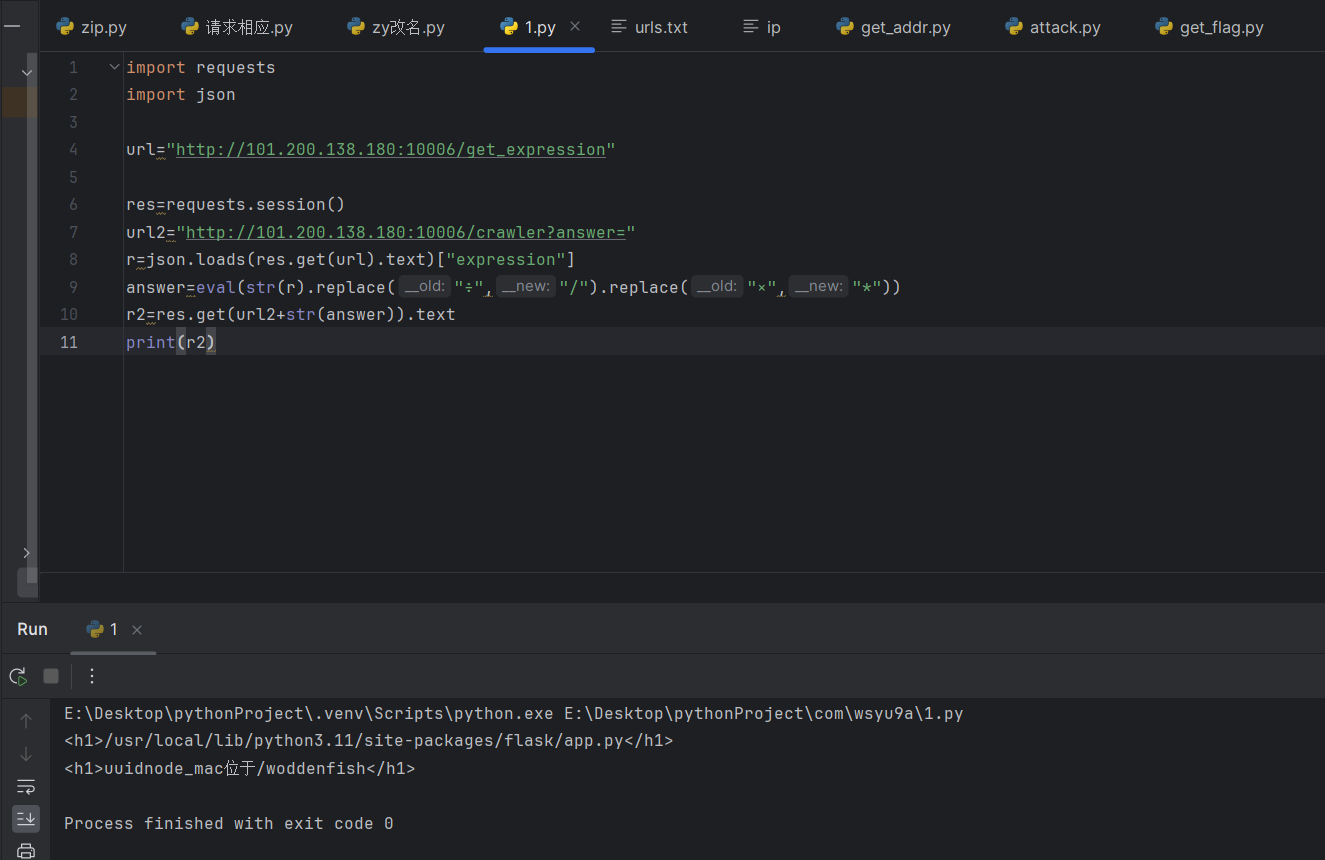 zip.py 请求相应.py zy改名.py 1.py urls.txt ip get_addr.py attack.py get_flag.py
1 import requests
2 import json
3
4 url="http://101.200.138.180:10006/get_expression"
5
6 res=requests.session()
7 url2="http://101.200.138.180:10006/crawler?answer="
8 r=json.loads(res.get(url).text)["expression"]
9 answer=eval(str(r).replace( __old: "÷", __new: "/").replace( __old: "×", __new: "*"))
10 r2=res.get(url2+str(answer)).text
11 print(r2)
Run 1
E:\Desktop\pythonProject\.venv\Scripts\python.exe E:\Desktop\pythonProject\com\wsyu9a\1.py
<h1>/usr/local/lib/python3.11/site-packages/flask/app.py</h1>
<h1>uuidnode_mac位于/woddenfish</h1>
Process finished with exit code 0